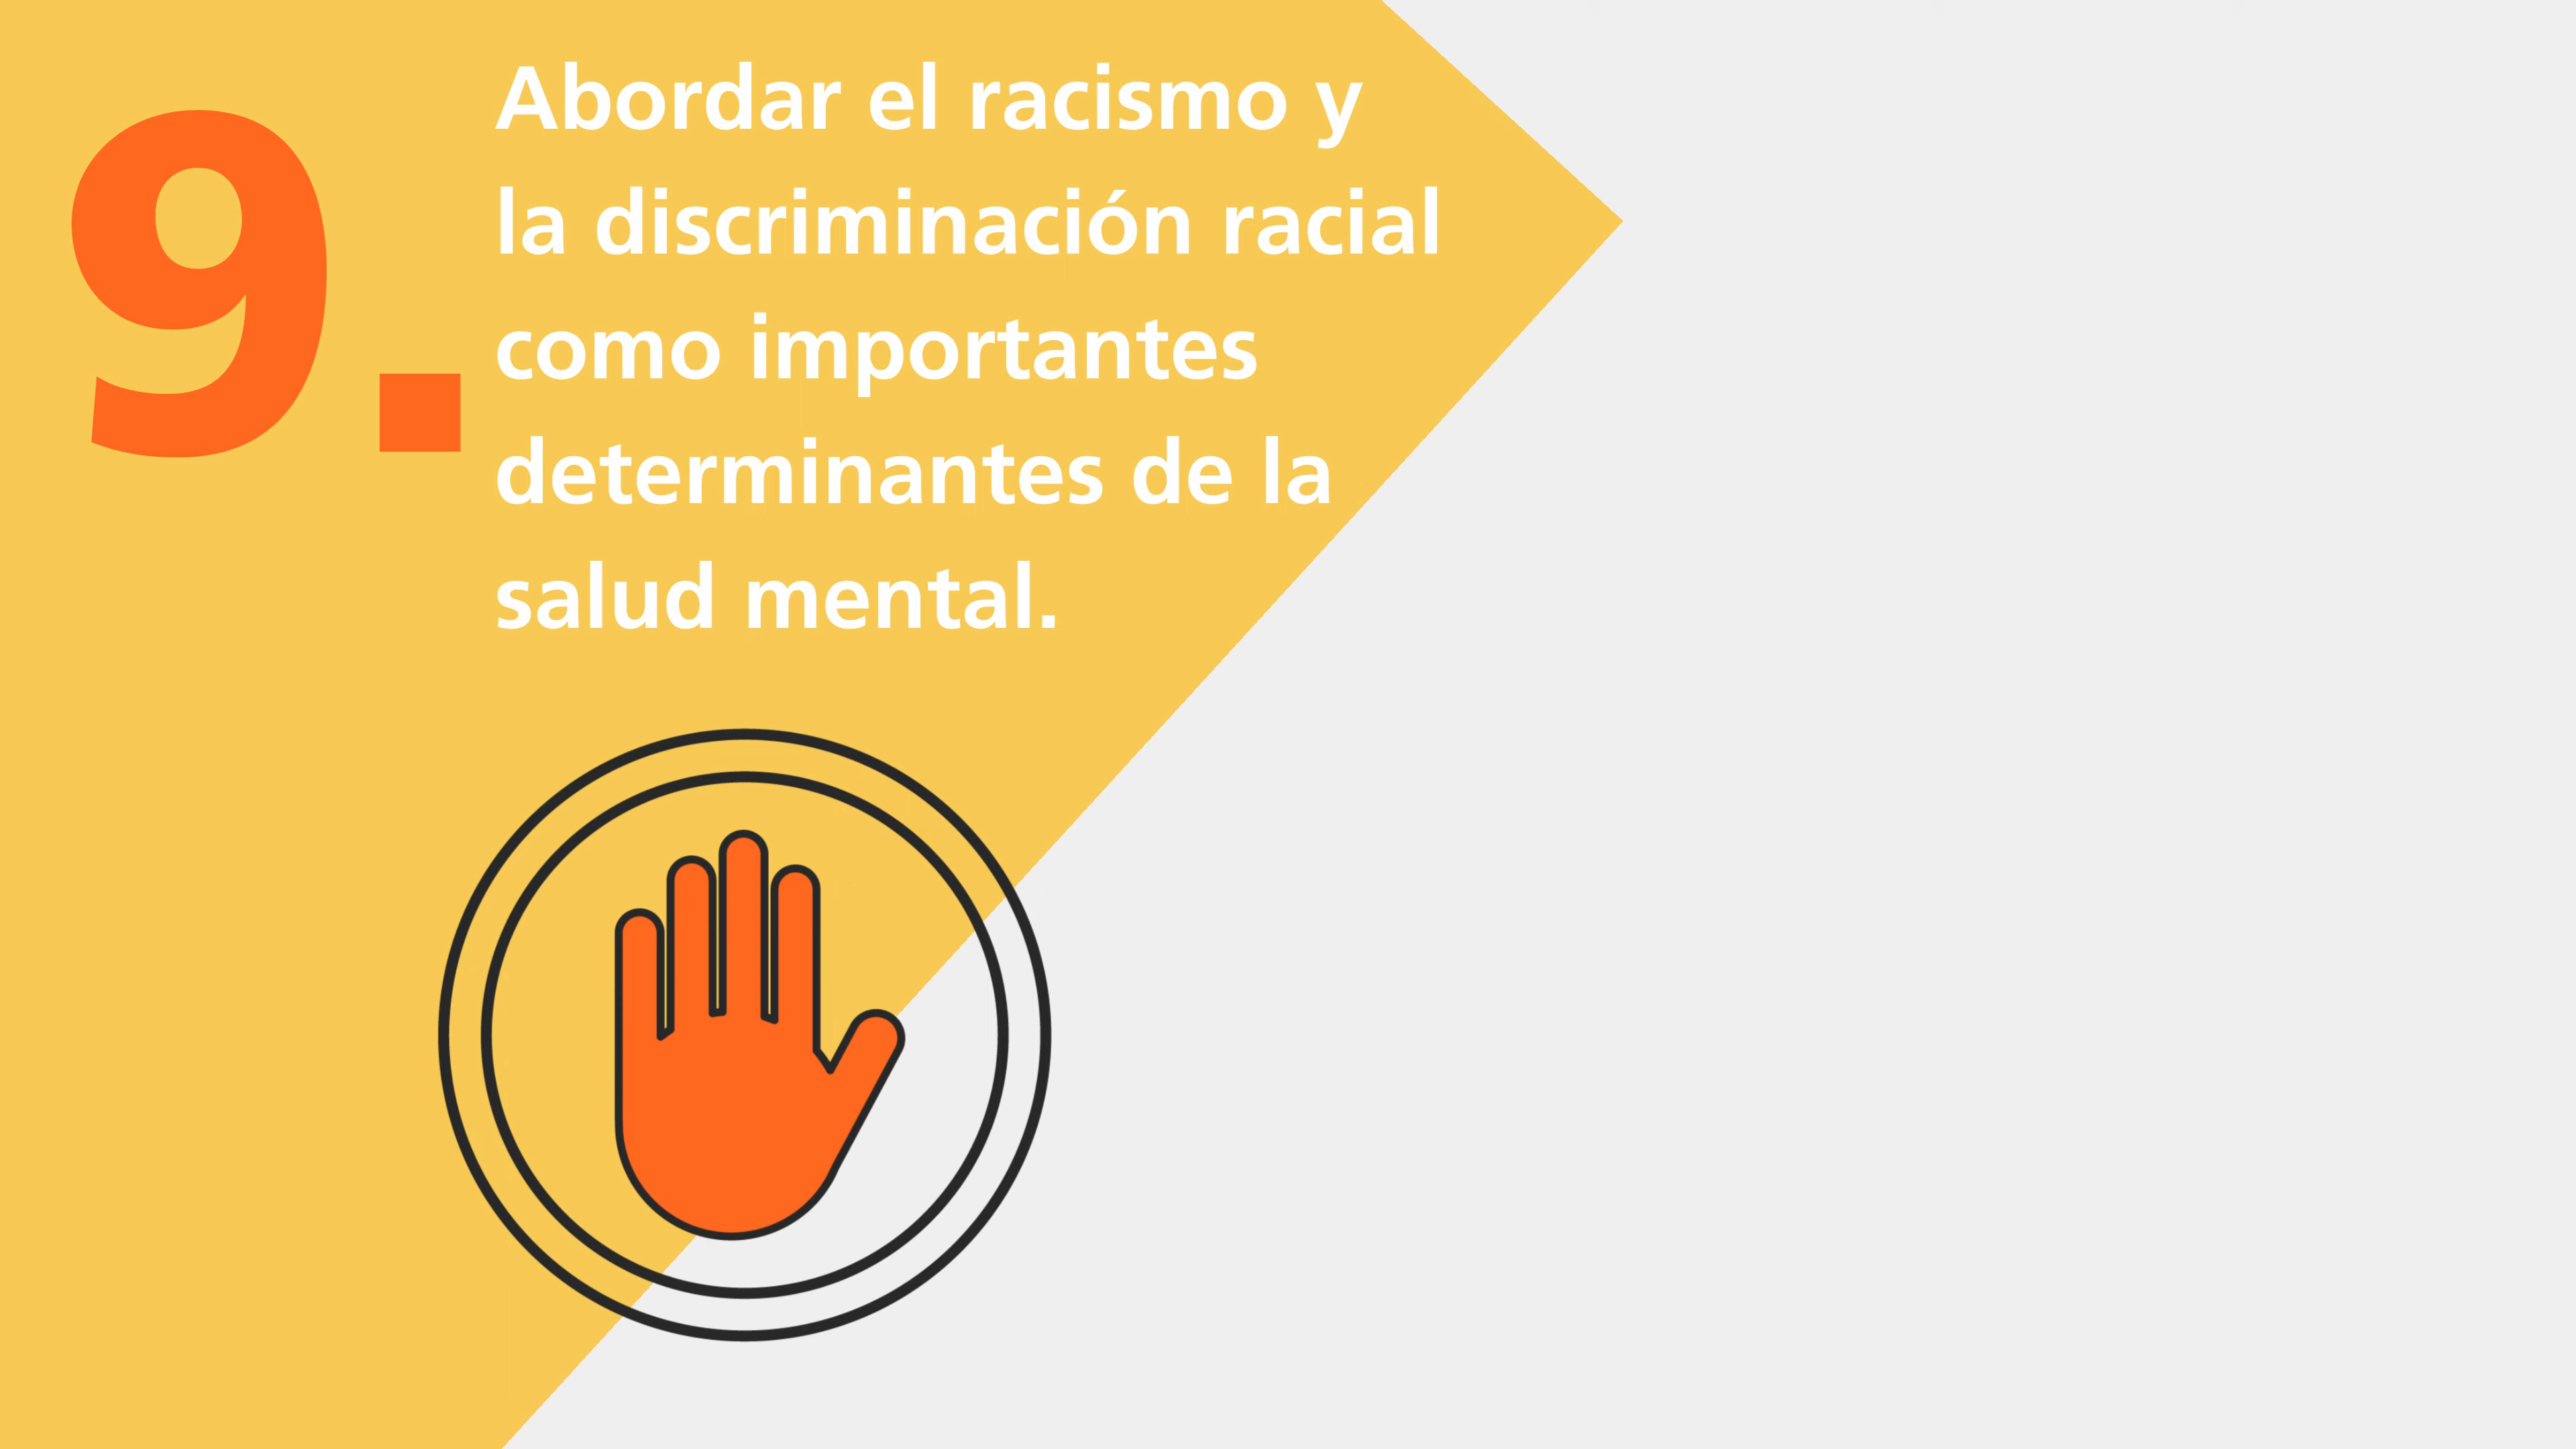 9.
Abordar el racismo y
la discriminación racial
como importantes
determinantes de la
salud mental.